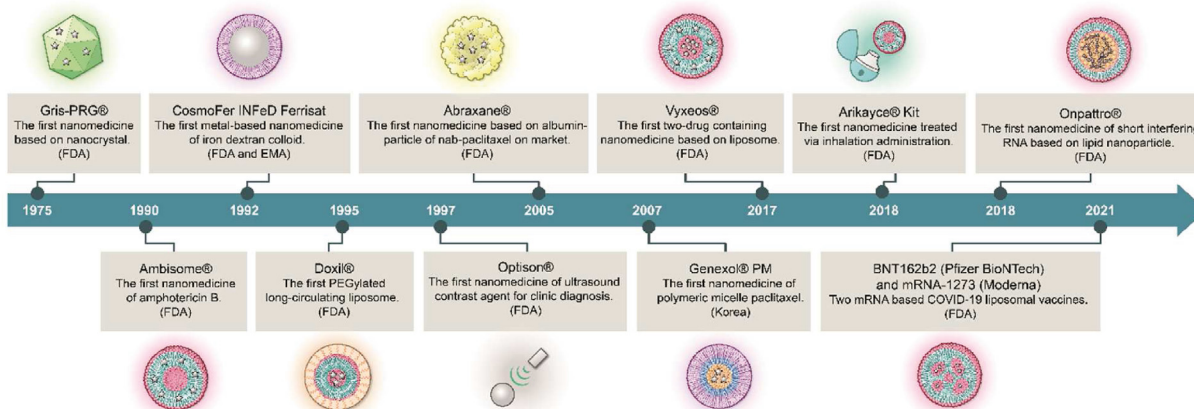 Gris-PRG®
The first nanomedicine
based on nanocrystal.
(FDA)
CosmoFer INFeD Ferrisat
The first metal-based nanomedicine
of iron dextran colloid.
(FDA and EMA)
Abraxane®
The first nanomedicine based on albumin-
particle of nab-paclitaxel on market.
(FDA)
Vyxeos®
The first two-drug containing
nanomedicine based on liposome.
(FDA)
Arikayce® Kit
The first nanomedicine treated
via inhalation administration.
(FDA)
Onpattro®
The first nanomedicine of short interfering
RNA based on lipid nanoparticle.
(FDA)
1975 1990 1992 1995 1997 2005 2007 2017 2018 2018 2021
Ambisome®
The first nanomedicine
of amphotericin B.
(FDA)
Doxil®
The first PEGylated
long-circulating liposome.
(FDA)
Optison®
The first nanomedicine of ultrasound
contrast agent for clinic diagnosis.
(FDA)
Genexol® PM
The first nanomedicine of
polymeric micelle paclitaxel.
(Korea)
BNT162b2 (Pfizer BioNTech)
and mRNA-1273 (Moderna)
Two mRNA based COVID-19 liposomal vaccines.
(FDA)